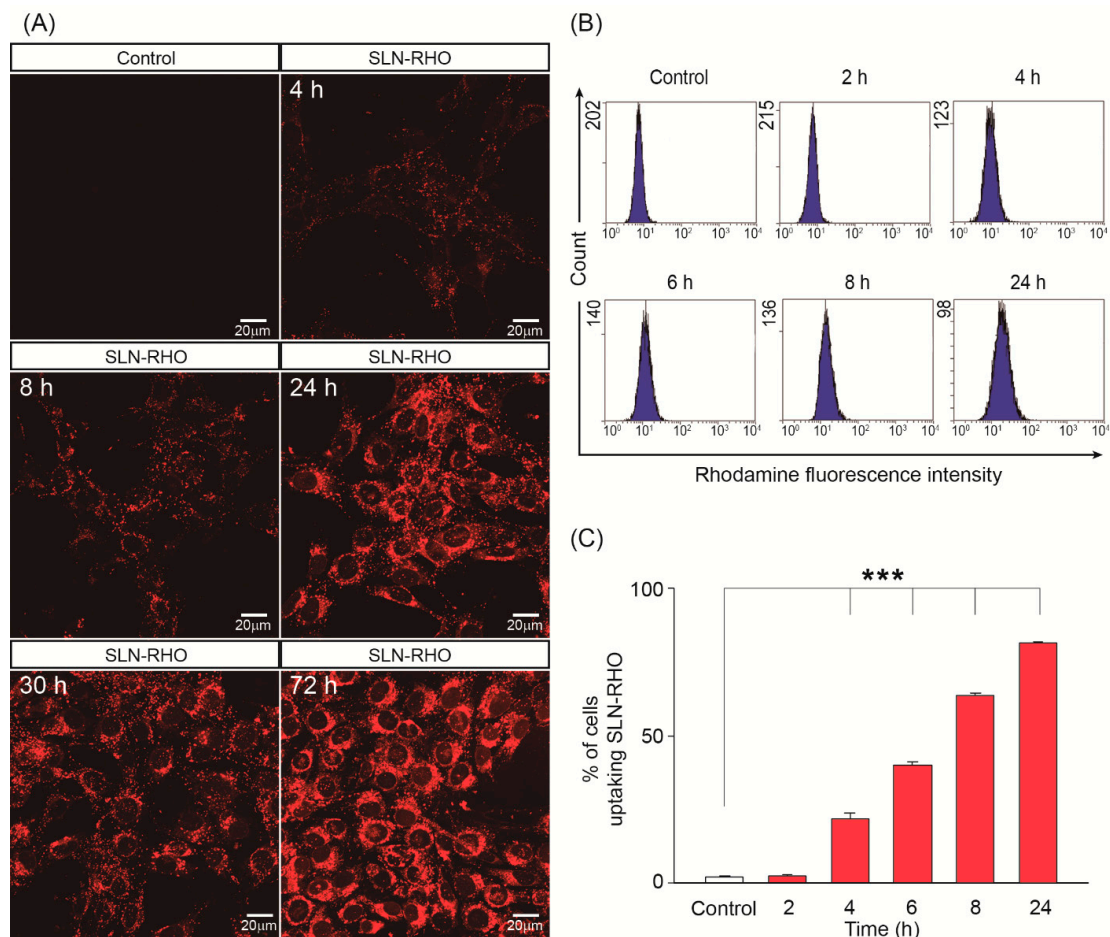 (A)
Control
SLN-RHO
4 h
20μm
20μm
SLN-RHO
SLN-RHO
8 h
24 h
20μm
20μm
SLN-RHO
SLN-RHO
30 h
72 h
20μm
20μm
(B)
Control
2 h
4 h
202
215
123
10⁰ 10¹ 10² 10³ 10⁴
10⁰ 10¹ 10² 10³ 10⁴
10⁰ 10¹ 10² 10³ 10⁴
6 h
8 h
24 h
140
136
98
10⁰ 10¹ 10² 10³ 10⁴
10⁰ 10¹ 10² 10³ 10⁴
10⁰ 10¹ 10² 10³ 10⁴
Count
Rhodamine fluorescence intensity
(C)
***
100
50
0
% of cells
uptaking SLN-RHO
Control 2 4 6 8 24
Time (h)